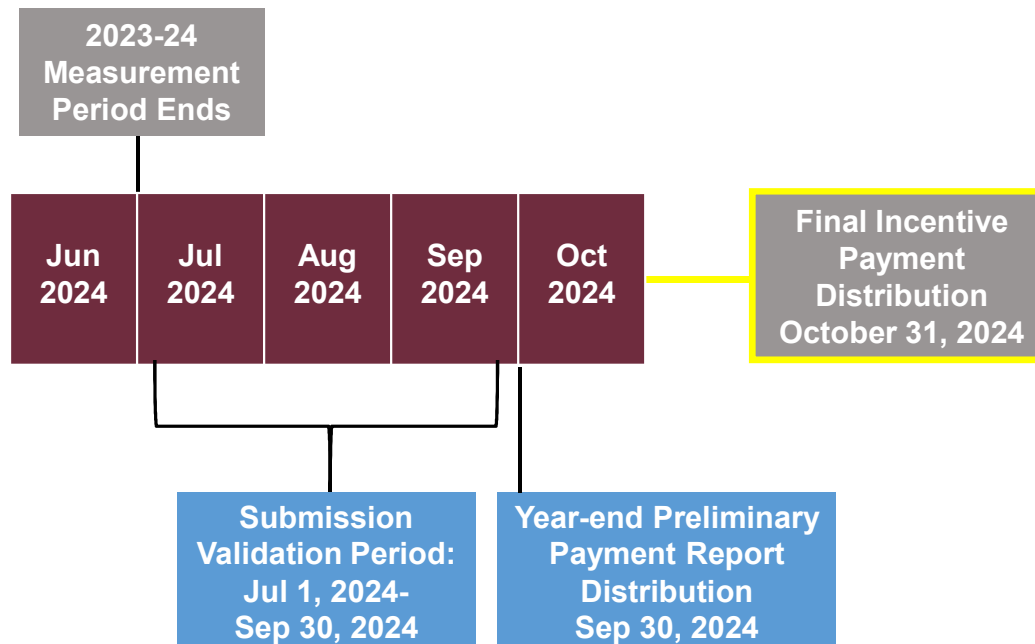 2023-24
Measurement
Period Ends
Jun
2024
Jul
2024
Aug
2024
Sep
2024
Oct
2024
Final Incentive
Payment
Distribution
October 31, 2024
Submission
Validation Period:
Jul 1, 2024-
Sep 30, 2024
Year-end Preliminary
Payment Report
Distribution
Sep 30, 2024